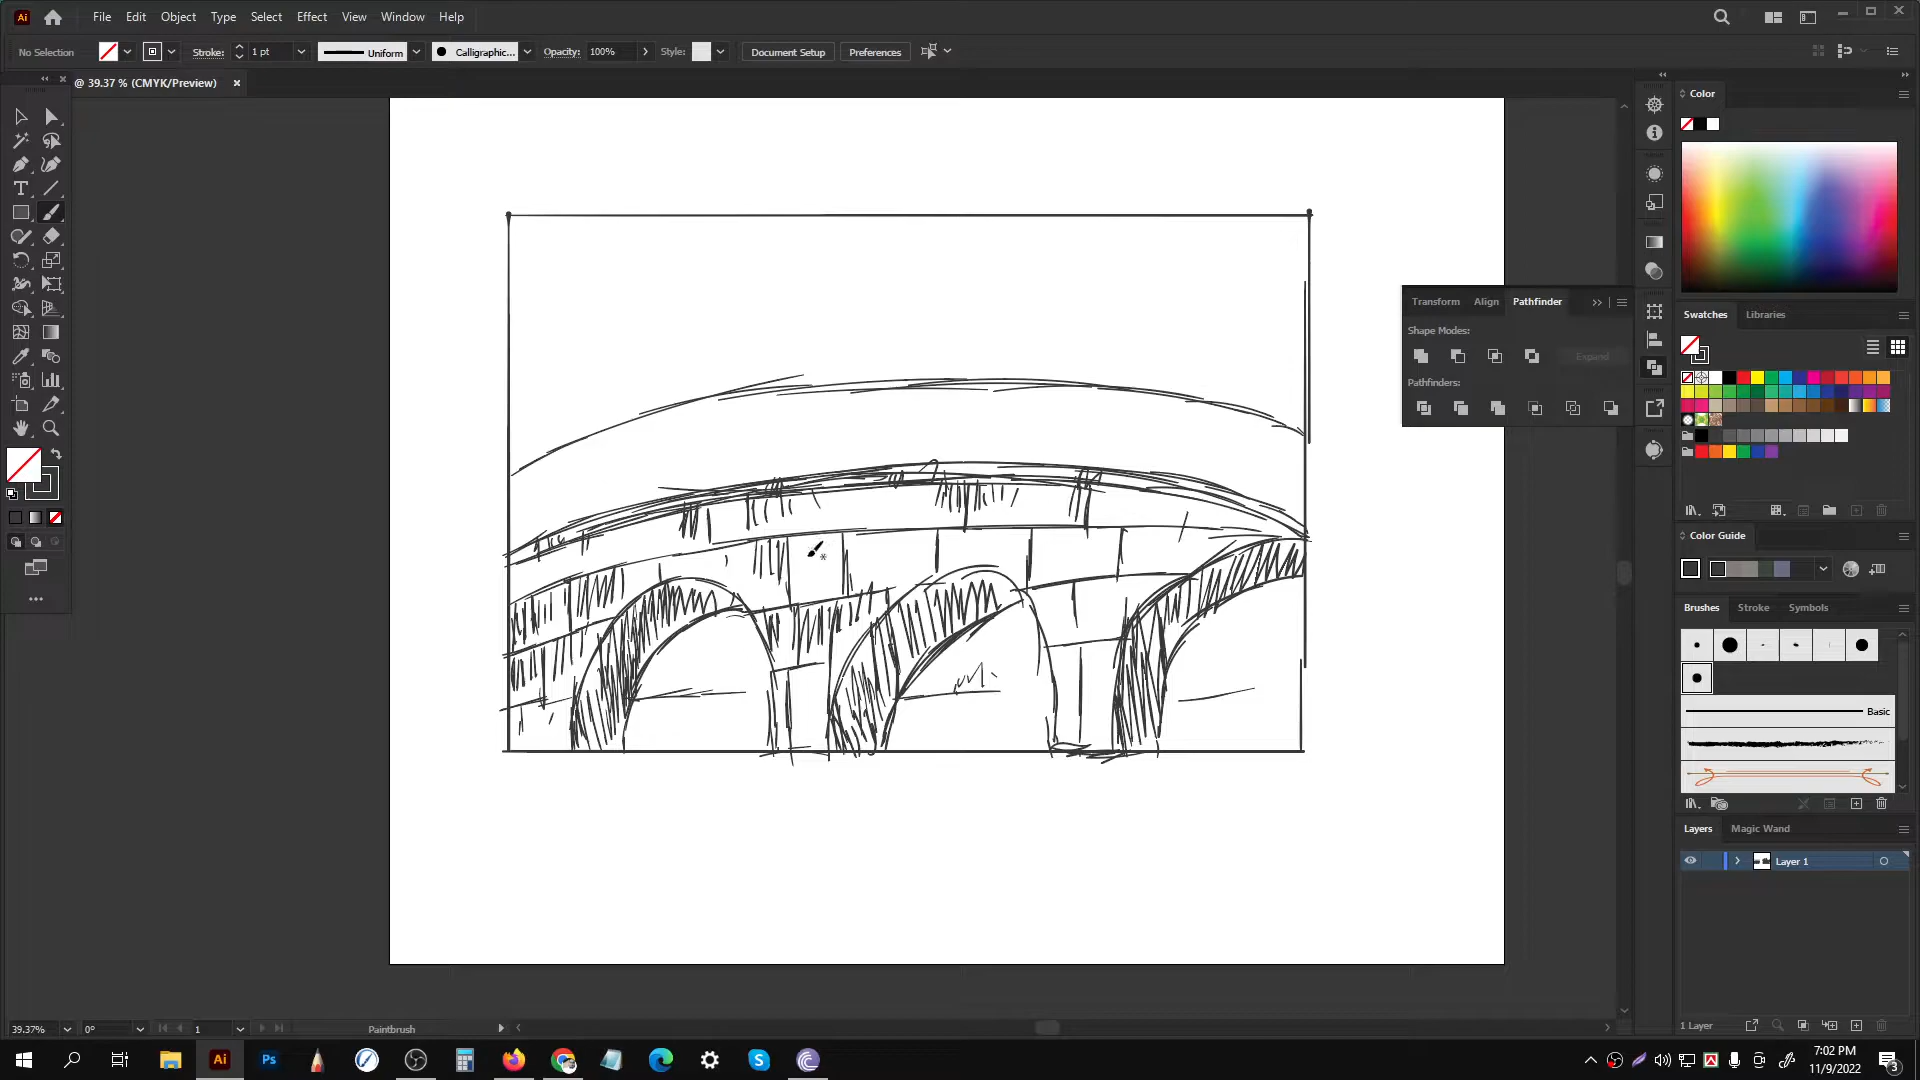 Ai File Edit Object Type Select Effect View Window Help
No Selection Stroke: 1 pt Uniform Calligraphic... Opacity: 100% Style: Document Setup Preferences
@ 39.37 % (CMYK/Preview)
Color
Transform Align Pathfinder
Shape Modes:
Expand
Pathfinders:
Swatches Libraries
Color Guide
Brushes Stroke Symbols
Basic
Layers Magic Wand
Layer 1
1 Layer
39.37% 0° 1 Paintbrush
Ai Ps
7:02 PM
11/9/2022
3